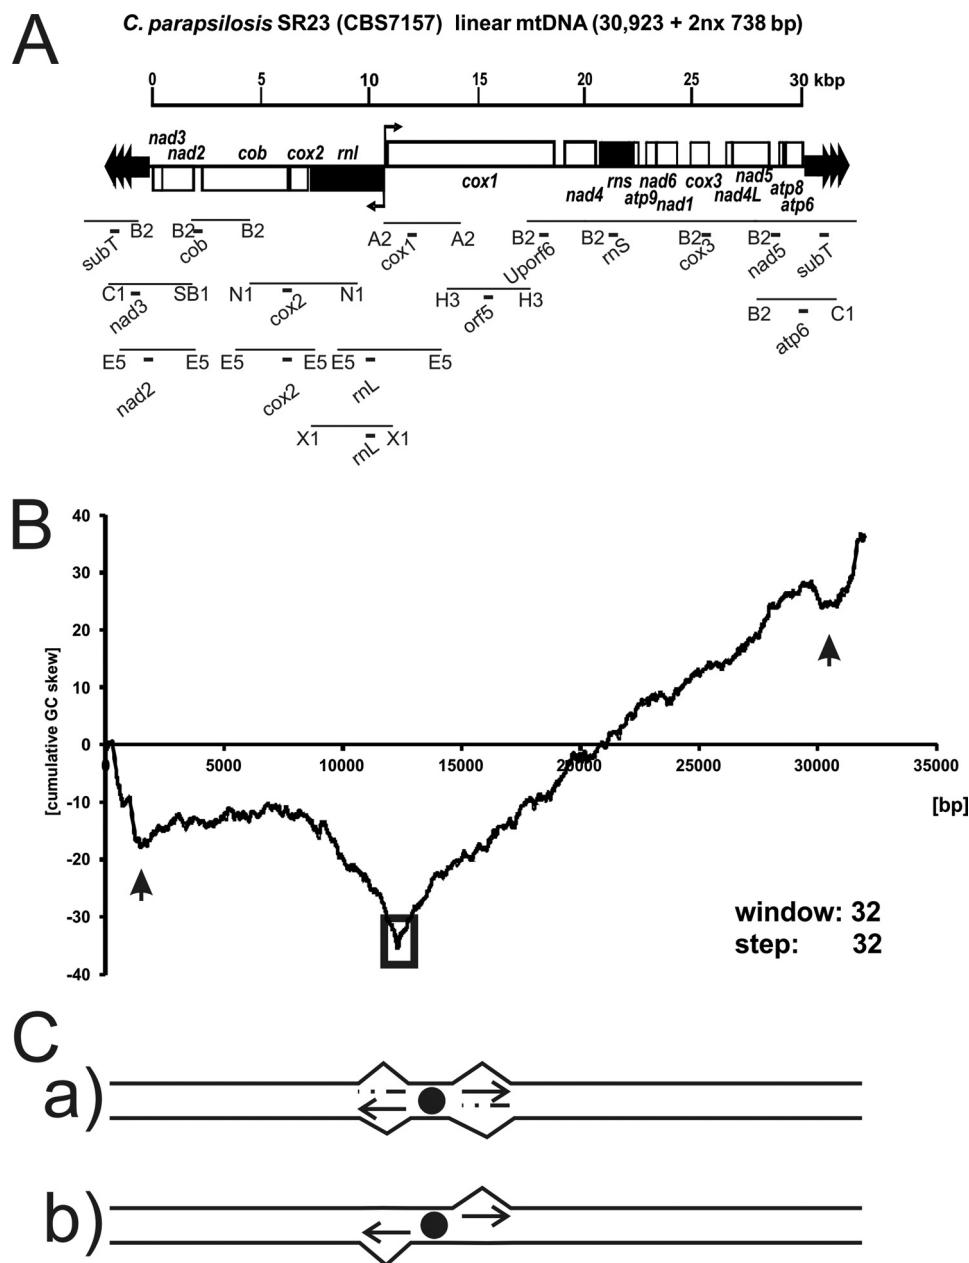 A
C. parapsilosis SR23 (CBS7157) linear mtDNA (30,923 + 2nx 738 bp)
0 5 10 15 20 25 30 kbp
nad3
nad2 cob cox2 rnl
cox1 nad4 rns atp9 nad6 nad1 cox3 nad4L nad5 atp8 atp6
B2 B2 B2 A2 A2 B2 B2 B2 B2
subT cob cox1 Uporf6 rnS cox3 nad5 subT
C1 SB1 N1 N1 H3 H3 B2 C1
nad3 cox2 orf5 atp6
E5 E5 E5 E5 E5 E5
nad2 cox2 rnL
X1 X1
rnL
B
[cumulative GC skew]
40
30
20
10
0
-10
-20
-30
-40
0 5000 10000 15000 20000 25000 30000 35000
[bp]
window: 32
step: 32
C
a)
b)